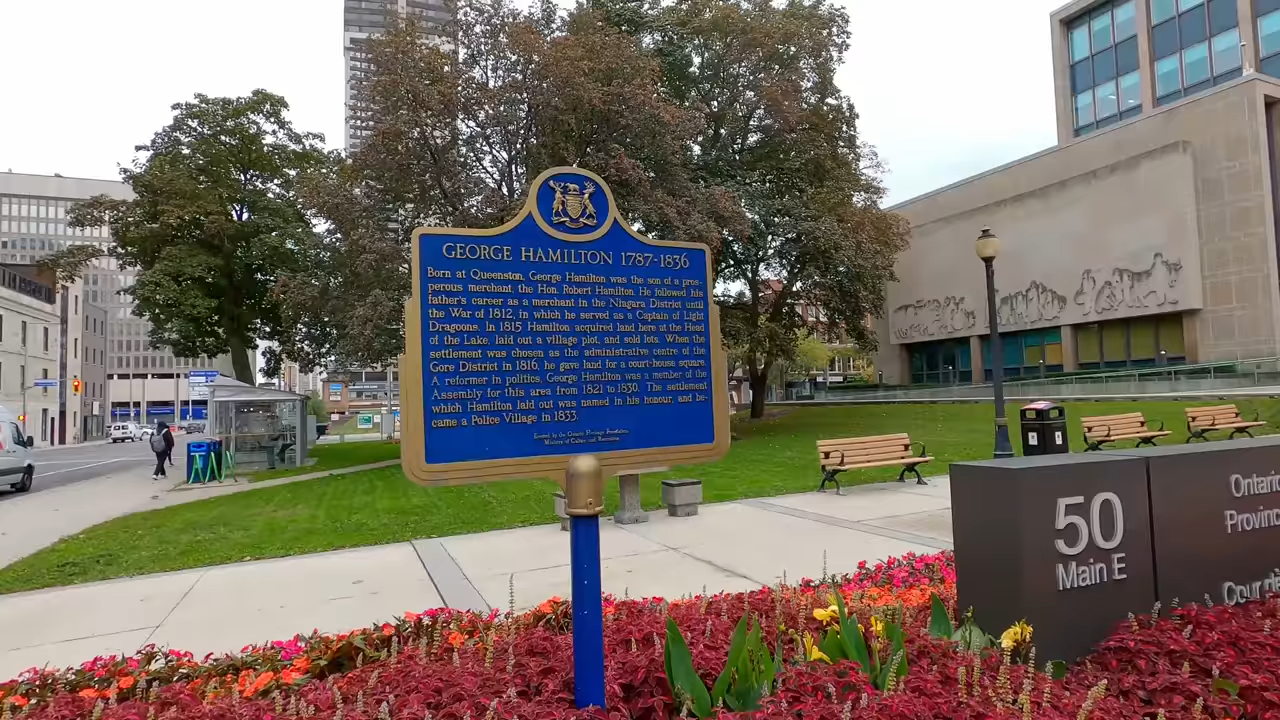 GEORGE HAMILTON 1787-1836
Born at Queenston, George Hamilton was the son of a pros-
perous merchant, the Hon. Robert Hamilton. He followed his
father's career as a merchant in the Niagara District until
the War of 1812, in which he served as a Captain of Light
Dragoons. In 1815 Hamilton acquired land here at the Head
of the Lake, laid out a village plot, and sold lots. When the
settlement was chosen as the administrative centre of the
Gore District in 1816, he gave land for a court-house square.
A reformer in politics, George Hamilton was a member of the
Assembly for this area from 1821 to 1830. The settlement
which Hamilton laid out was named in his honour, and be-
came a Police Village in 1833.
Erected by the Ontario Heritage Foundation,
Ministry of Culture and Recreation
50
Main E
Ontario
Provinc
Court